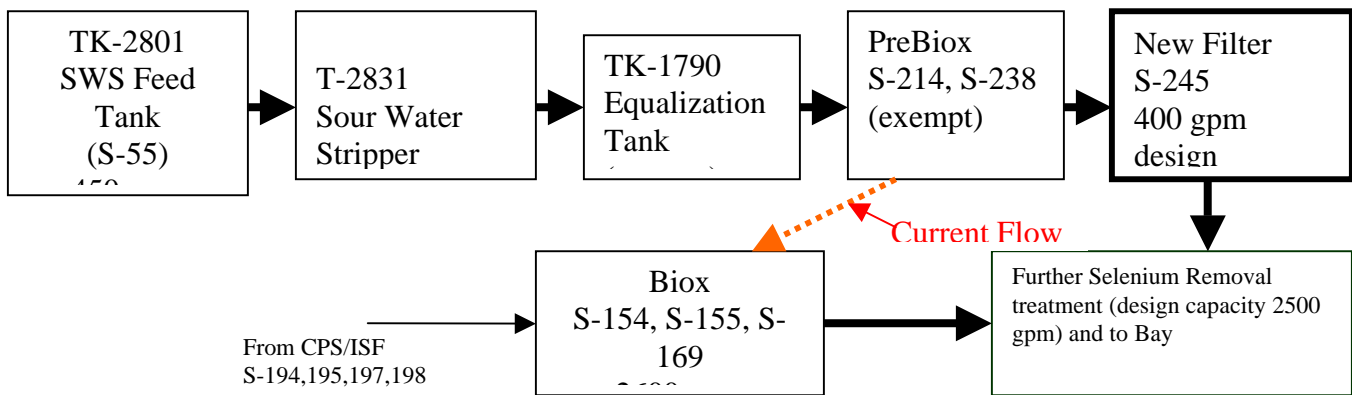 TK-2801
SWS Feed
Tank
(S-55)
T-2831
Sour Water
Stripper
TK-1790
Equalization
Tank
PreBiox
S-214, S-238
(exempt)
New Filter
S-245
400 gpm
design
Current Flow
Biox
S-154, S-155, S-
169
Further Selenium Removal
treatment (design capacity 2500
gpm) and to Bay
From CPS/ISF
S-194,195,197,198